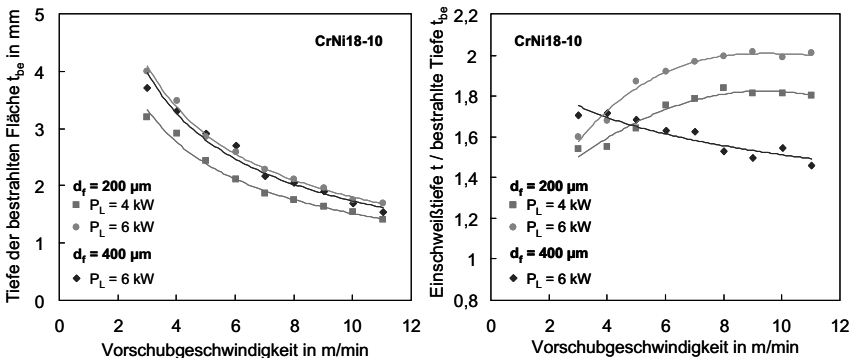 Tiefe der bestrahlten Fläche t_be in mm
5
4
3
2
1
0
CrNi18-10
d_f = 200 µm
P_L = 4 kW
P_L = 6 kW
d_f = 400 µm
P_L = 6 kW
0 2 4 6 8 10 12
Vorschubgeschwindigkeit in m/min
Einschweißtiefe t / bestrahlte Tiefe t_be
2,2
2
1,8
1,6
1,4
1,2
1
0,8
CrNi18-10
d_f = 200 µm
P_L = 4 kW
P_L = 6 kW
d_f = 400 µm
P_L = 6 kW
0 2 4 6 8 10 12
Vorschubgeschwindigkeit in m/min